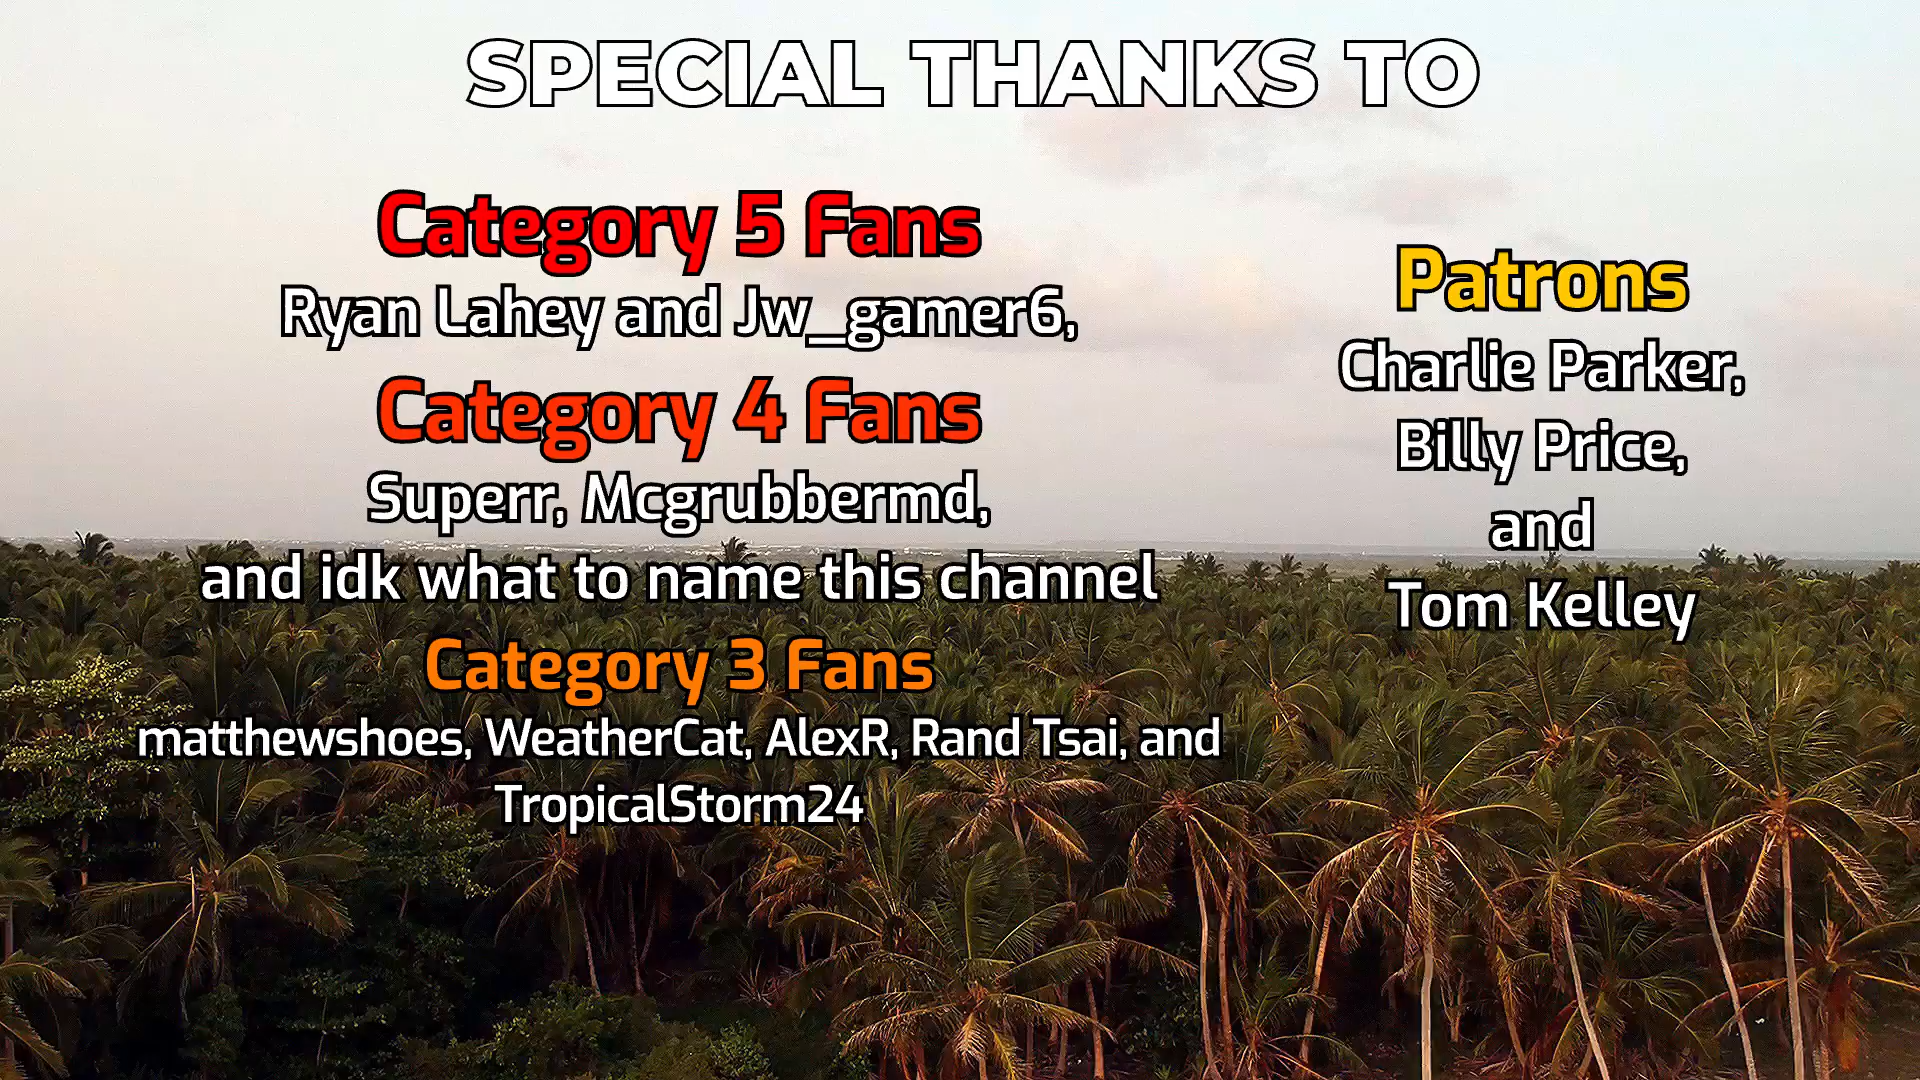 SPECIAL THANKS TO
Category 5 Fans
Ryan Lahey and Jw_gamer6,
Category 4 Fans
Superr, Mcgrubbermd,
and idk what to name this channel
Category 3 Fans
matthewshoes, WeatherCat, AlexR, Rand Tsai, and
TropicalStorm24
Patrons
Charlie Parker,
Billy Price,
and
Tom Kelley